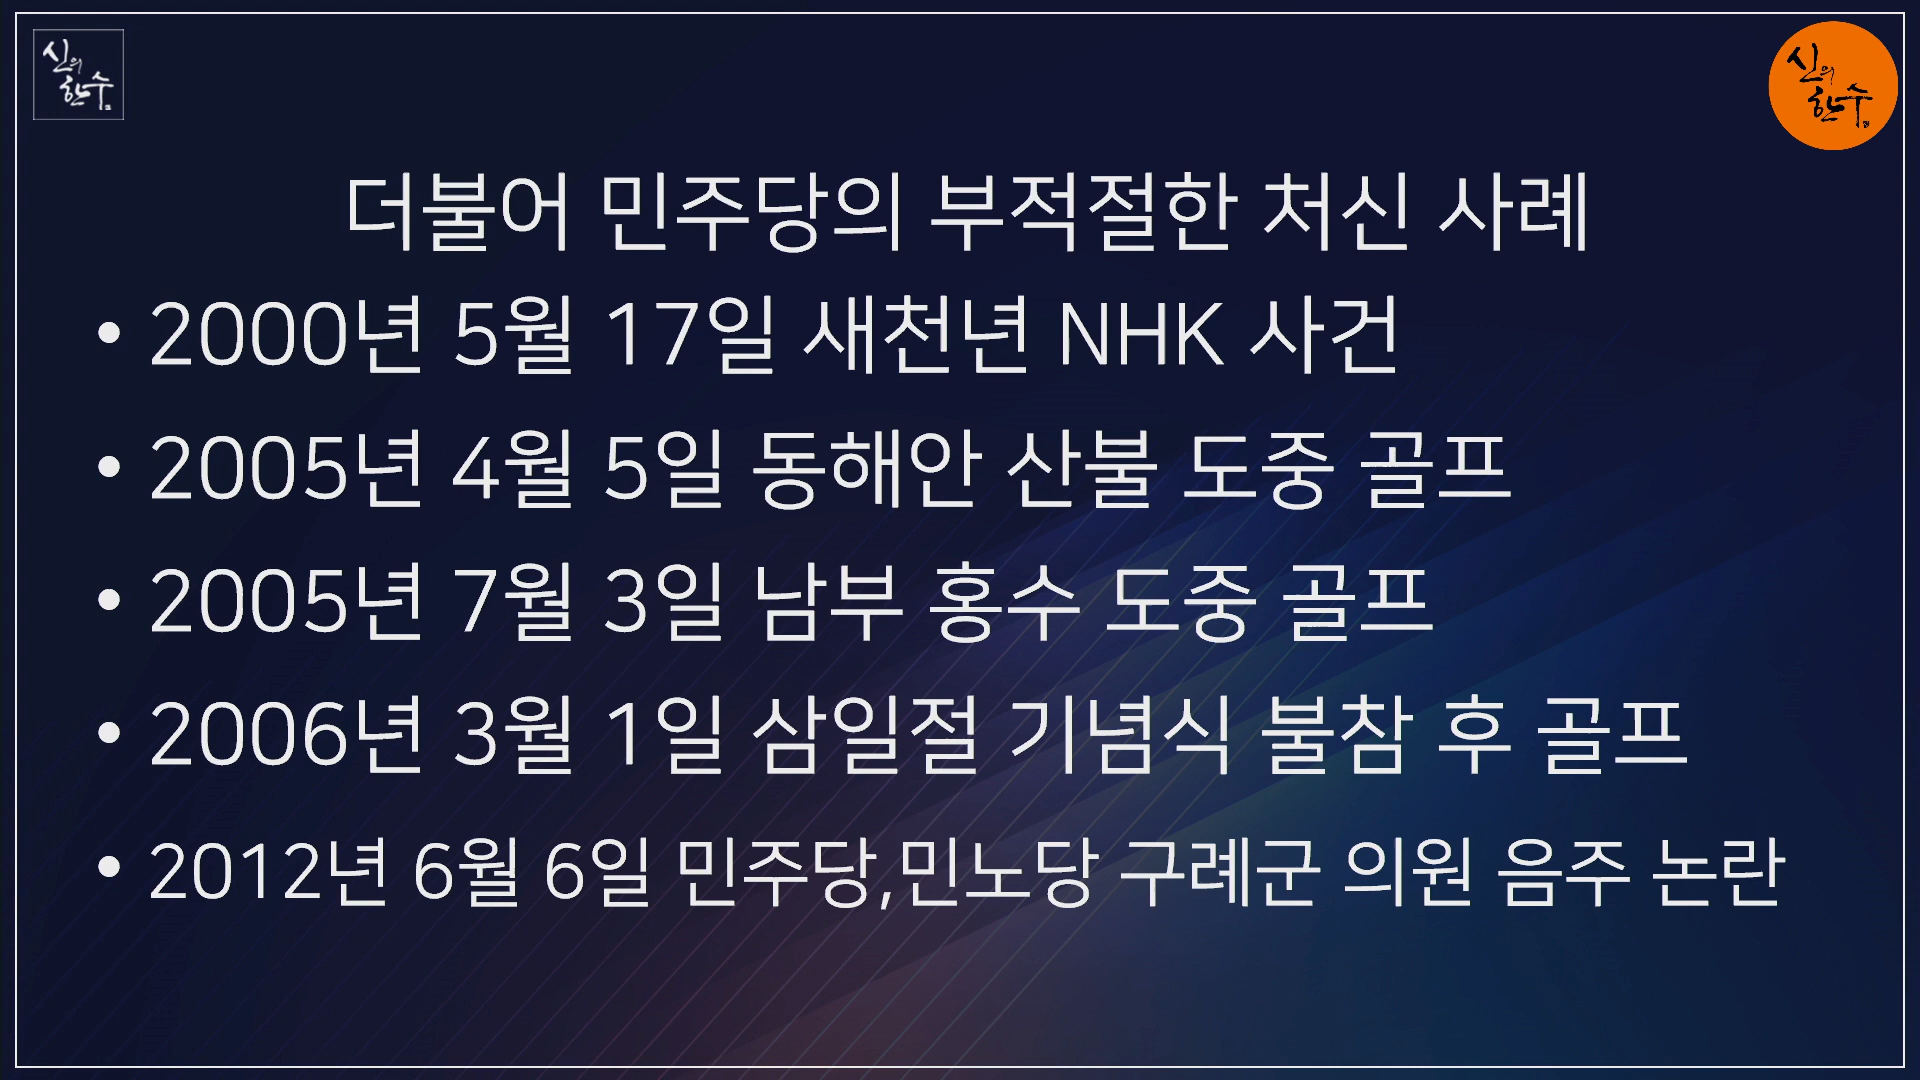 신의
한수
신의
한수
더불어 민주당의 부적절한 처신 사례
• 2000년 5월 17일 새천년 NHK 사건
• 2005년 4월 5일 동해안 산불 도중 골프
• 2005년 7월 3일 남부 홍수 도중 골프
• 2006년 3월 1일 삼일절 기념식 불참 후 골프
• 2012년 6월 6일 민주당,민노당 구례군 의원 음주 논란